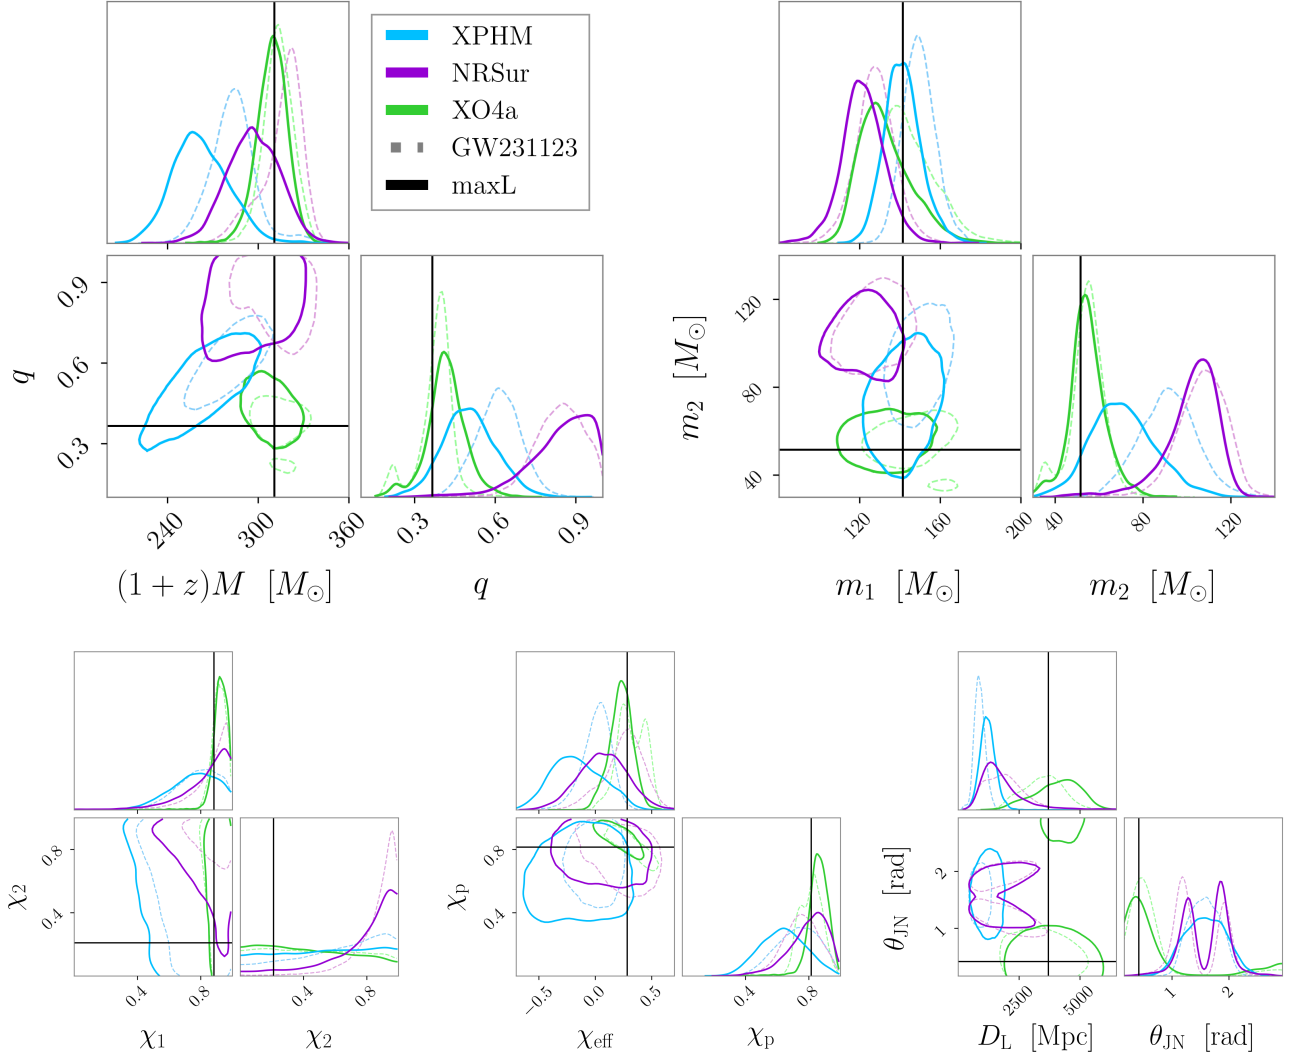 XPHM
NRSur
XO4a
GW231123
maxL
0.9
0.6
0.3
q
240
300
360
(1 + z)M [M⊙]
0.3
0.6
0.9
q
120
80
40
m₂ [M⊙]
120
160
200
m₁ [M⊙]
40
80
120
m₂ [M⊙]
0.8
0.4
χ₂
0.4
0.8
χ₁
0.4
0.8
χ₂
0.8
0.4
χₚ
−0.5
0.0
0.5
χeff
0.4
0.8
χₚ
2
1
θJN [rad]
2500
5000
DL [Mpc]
1
2
θJN [rad]